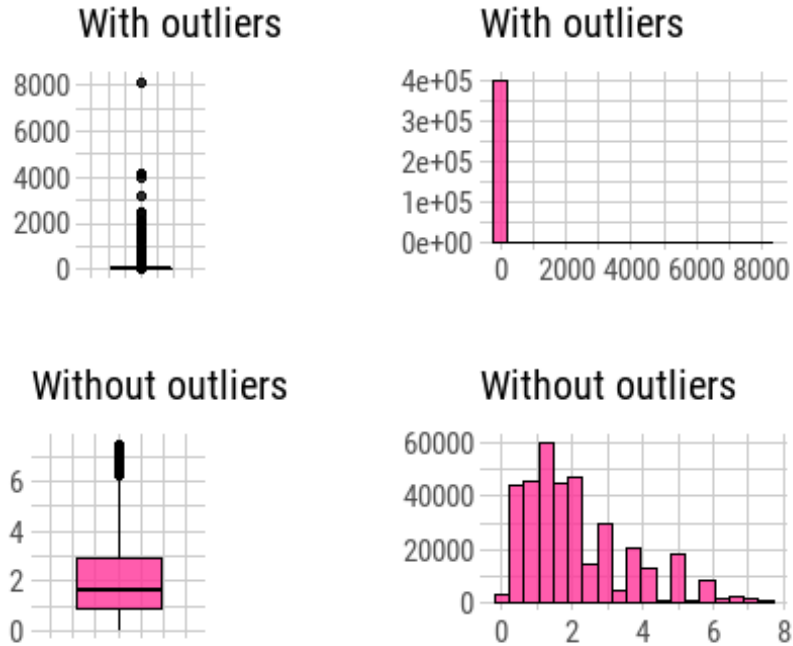 With outliers
8000
6000
4000
2000
0
With outliers
4e+05
3e+05
2e+05
1e+05
0e+00
0 2000 4000 6000 8000
Without outliers
6
4
2
0
Without outliers
60000
40000
20000
0
0 2 4 6 8